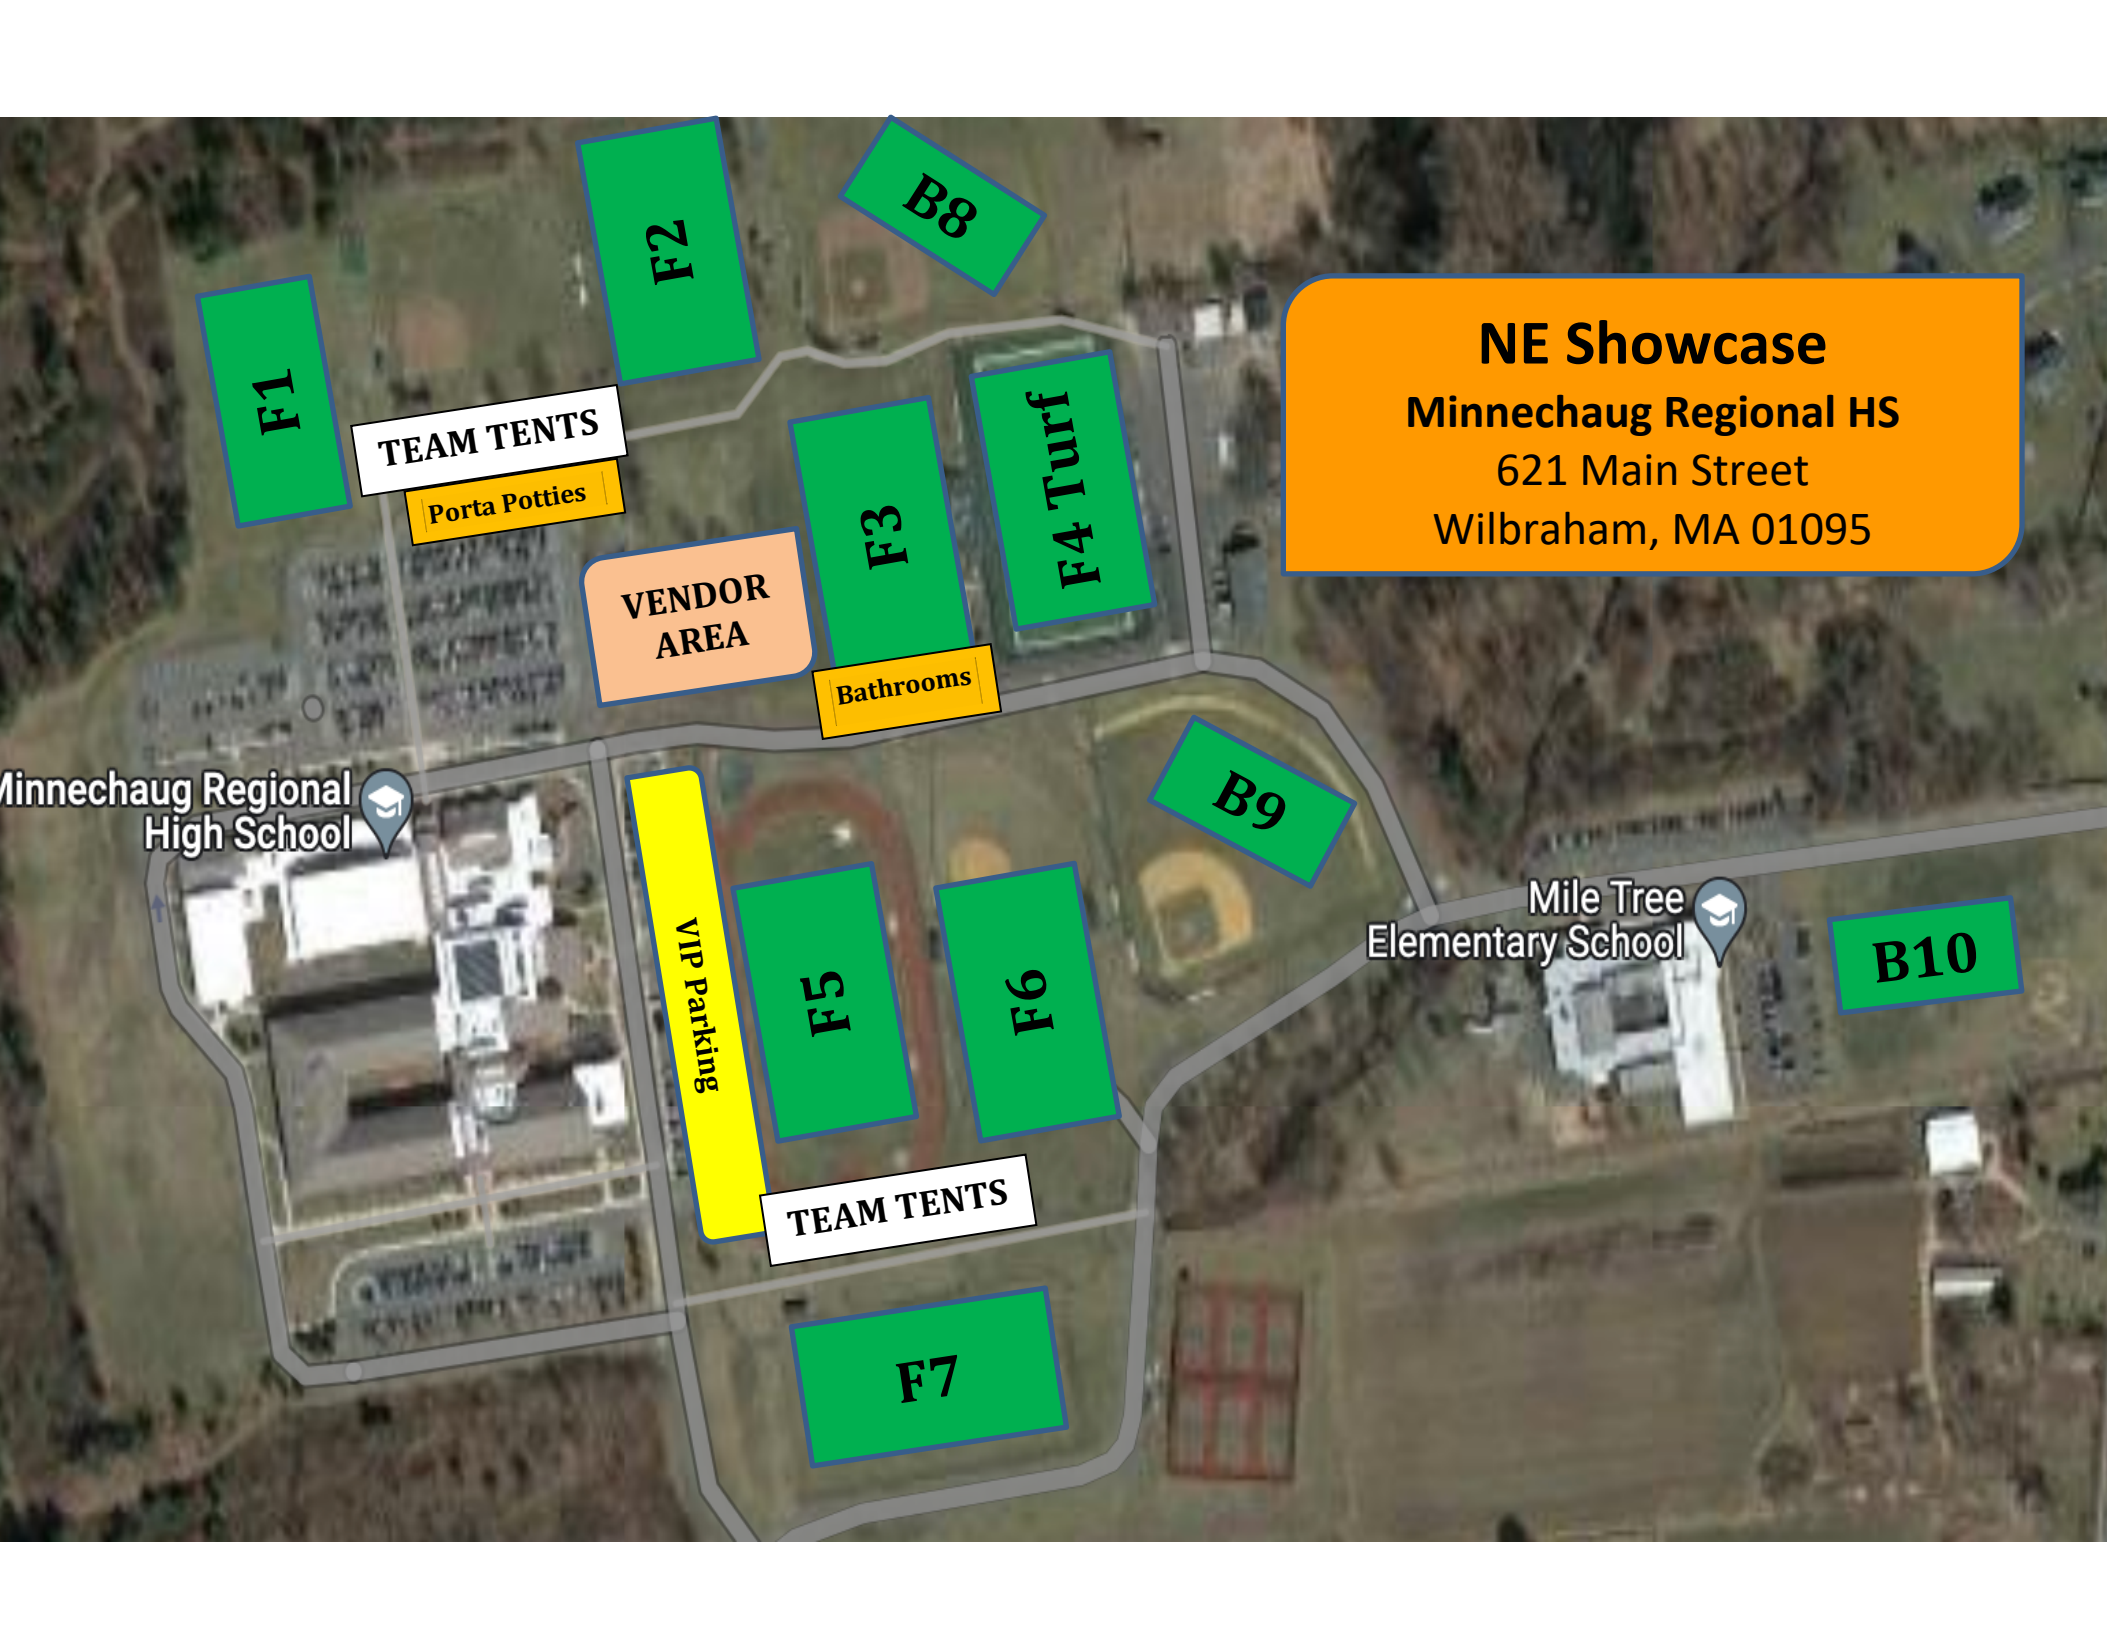 B8
F2
NE Showcase
Minnechaug Regional HS
621 Main Street
Wilbraham, MA 01095
F1
TEAM TENTS
Porta Potties
F3
F4 Turf
VENDOR
AREA
Bathrooms
Minnechaug Regional
High School
B9
VIP Parking
F5
F6
Mile Tree
Elementary School
B10
TEAM TENTS
F7